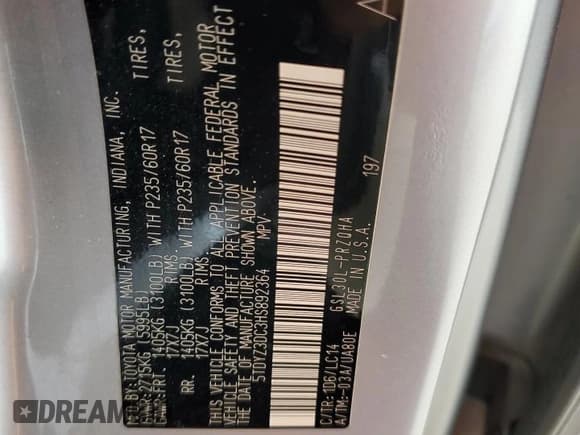 MFD.BY:TOYOTA MOTOR MANUFACTURING, INDIANA, INC.
GVWR: 2715KG (5995LB)
GAWR:FRT. 1405KG (3100LB) WITH P235/60R17 TIRES,
17X7J RIMS.
RR. 1405KG (3100LB) WITH P235/60R17 TIRES,
17X7J RIMS.
THIS VEHICLE CONFORMS TO ALL APPLICABLE FEDERAL MOTOR
VEHICLE SAFETY AND THEFT PREVENTION STANDARDS IN EFFECT
ON THE DATE OF MANUFACTURE SHOWN ABOVE.
5TDYZ3DC3HS892364 MPV
C/TR:1D6/LC14 GSL30L-PRZQHA
A/TM:-03A/UA80E MADE IN U.S.A. 197
A
DIRECT CARBUYING